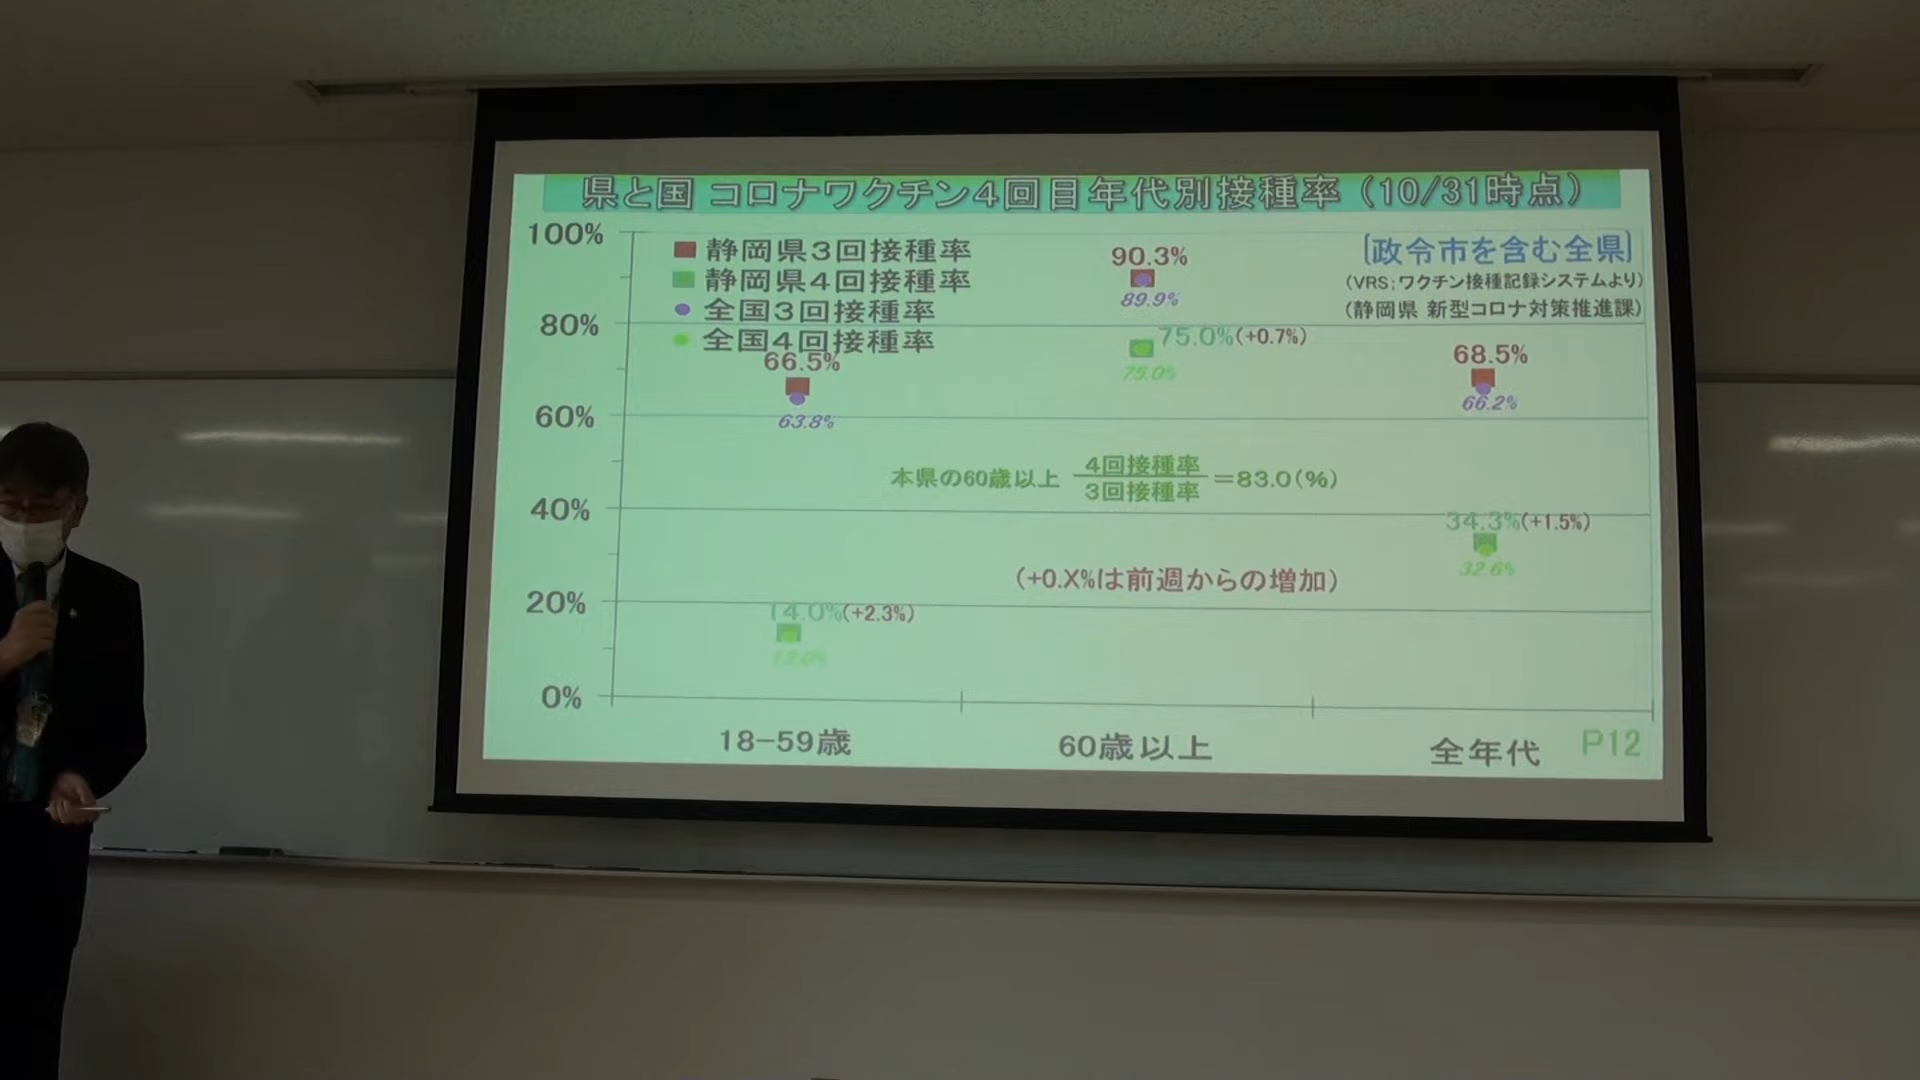 県と国 コロナワクチン4回目年代別接種率（10/31時点）
100%
80%
60%
40%
20%
0%
静岡県3回接種率
静岡県4回接種率
全国3回接種率
全国4回接種率
[政令市を含む全県]
(VRS;ワクチン接種記録システムより)
(静岡県 新型コロナ対策推進課)
90.3%
89.9%
75.0%(+0.7%)
75.0%
66.5%
63.8%
68.5%
66.2%
本県の60歳以上 4回接種率
3回接種率
=83.0(%)
34.3%(+1.5%)
32.6%
(+0.X%は前週からの増加)
14.0%(+2.3%)
18-59歳
60歳以上
全年代
P12